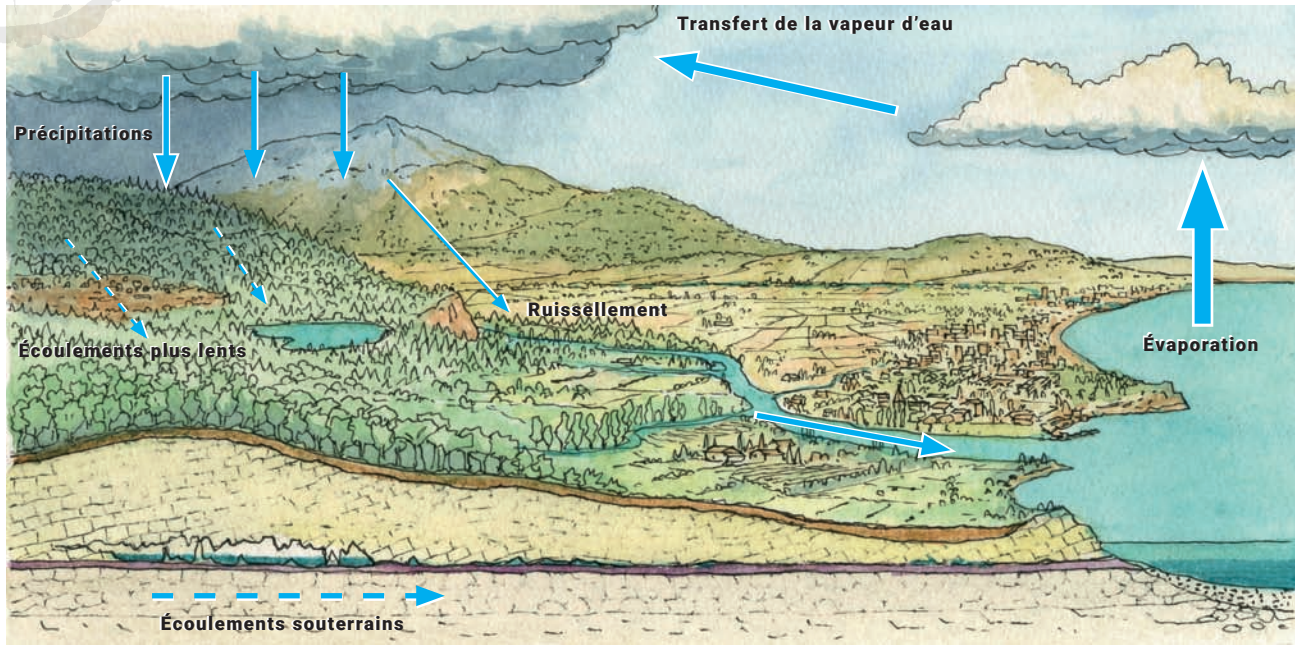 Transfert de la vapeur d'eau
Précipitations
Ruissellement
Écoulements plus lents
Évaporation
Écoulements souterrains